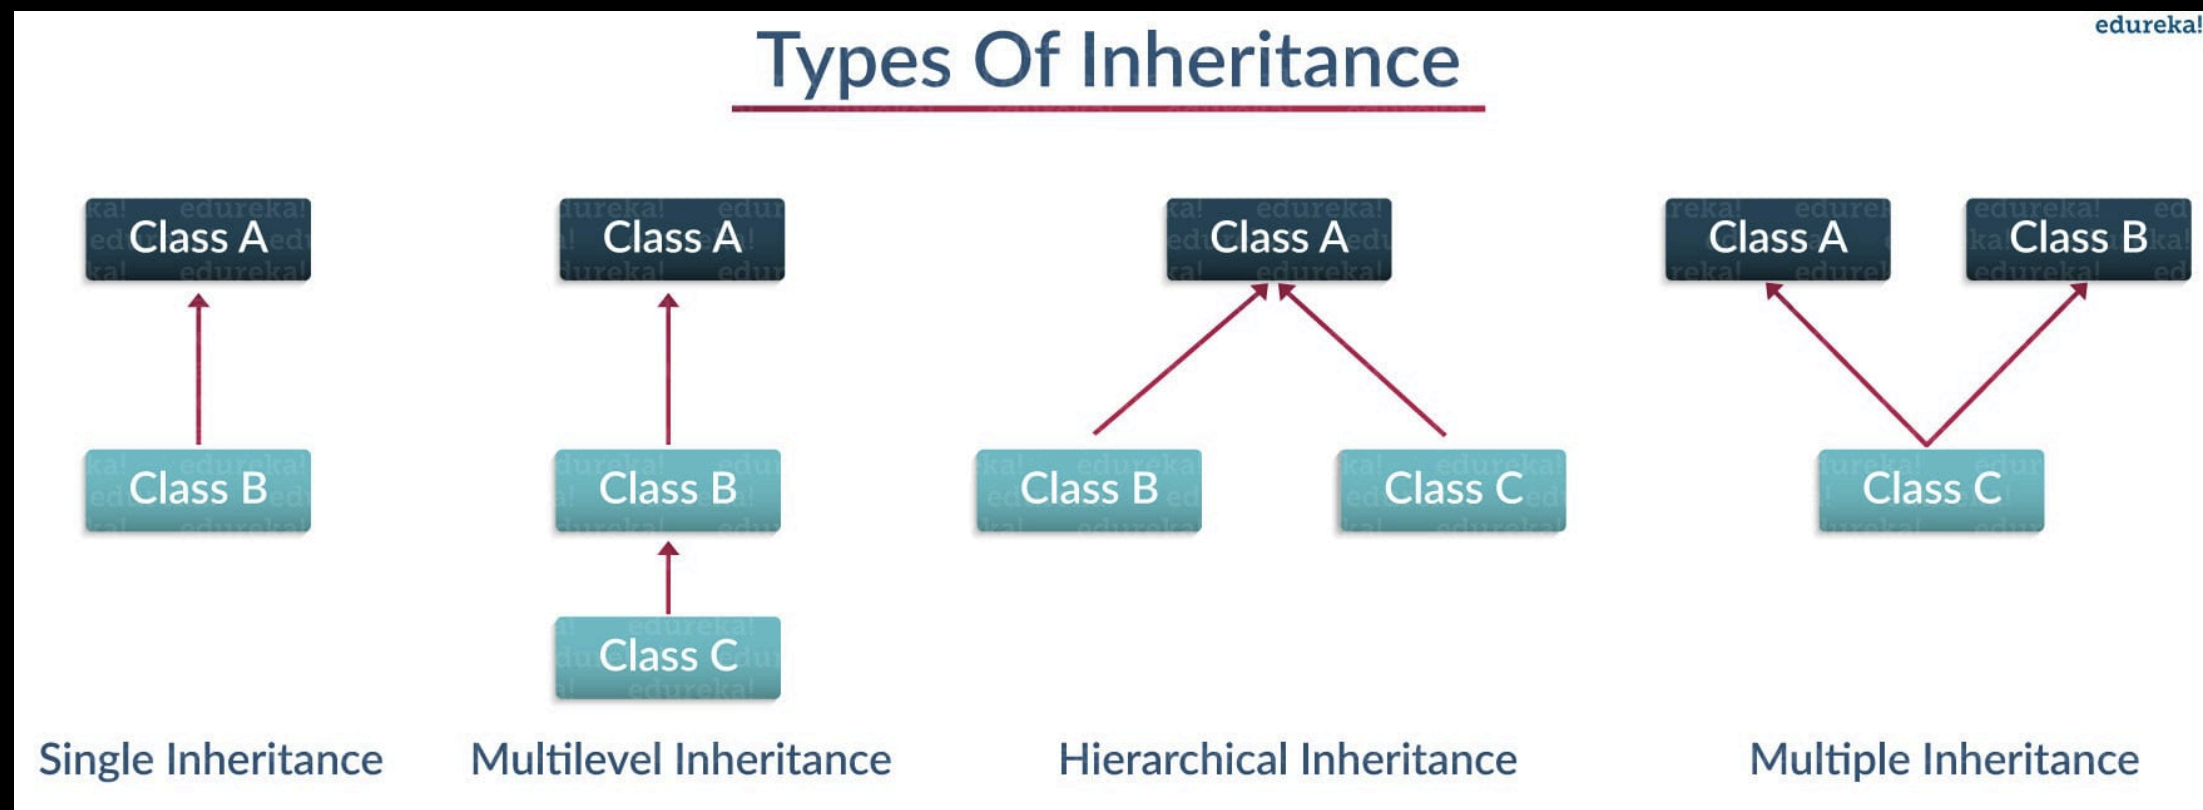 edureka!
Types Of Inheritance
Class A
Class B
Single Inheritance
Class A
Class B
Class C
Multilevel Inheritance
Class A
Class B
Class C
Hierarchical Inheritance
Class A
Class B
Class C
Multiple Inheritance